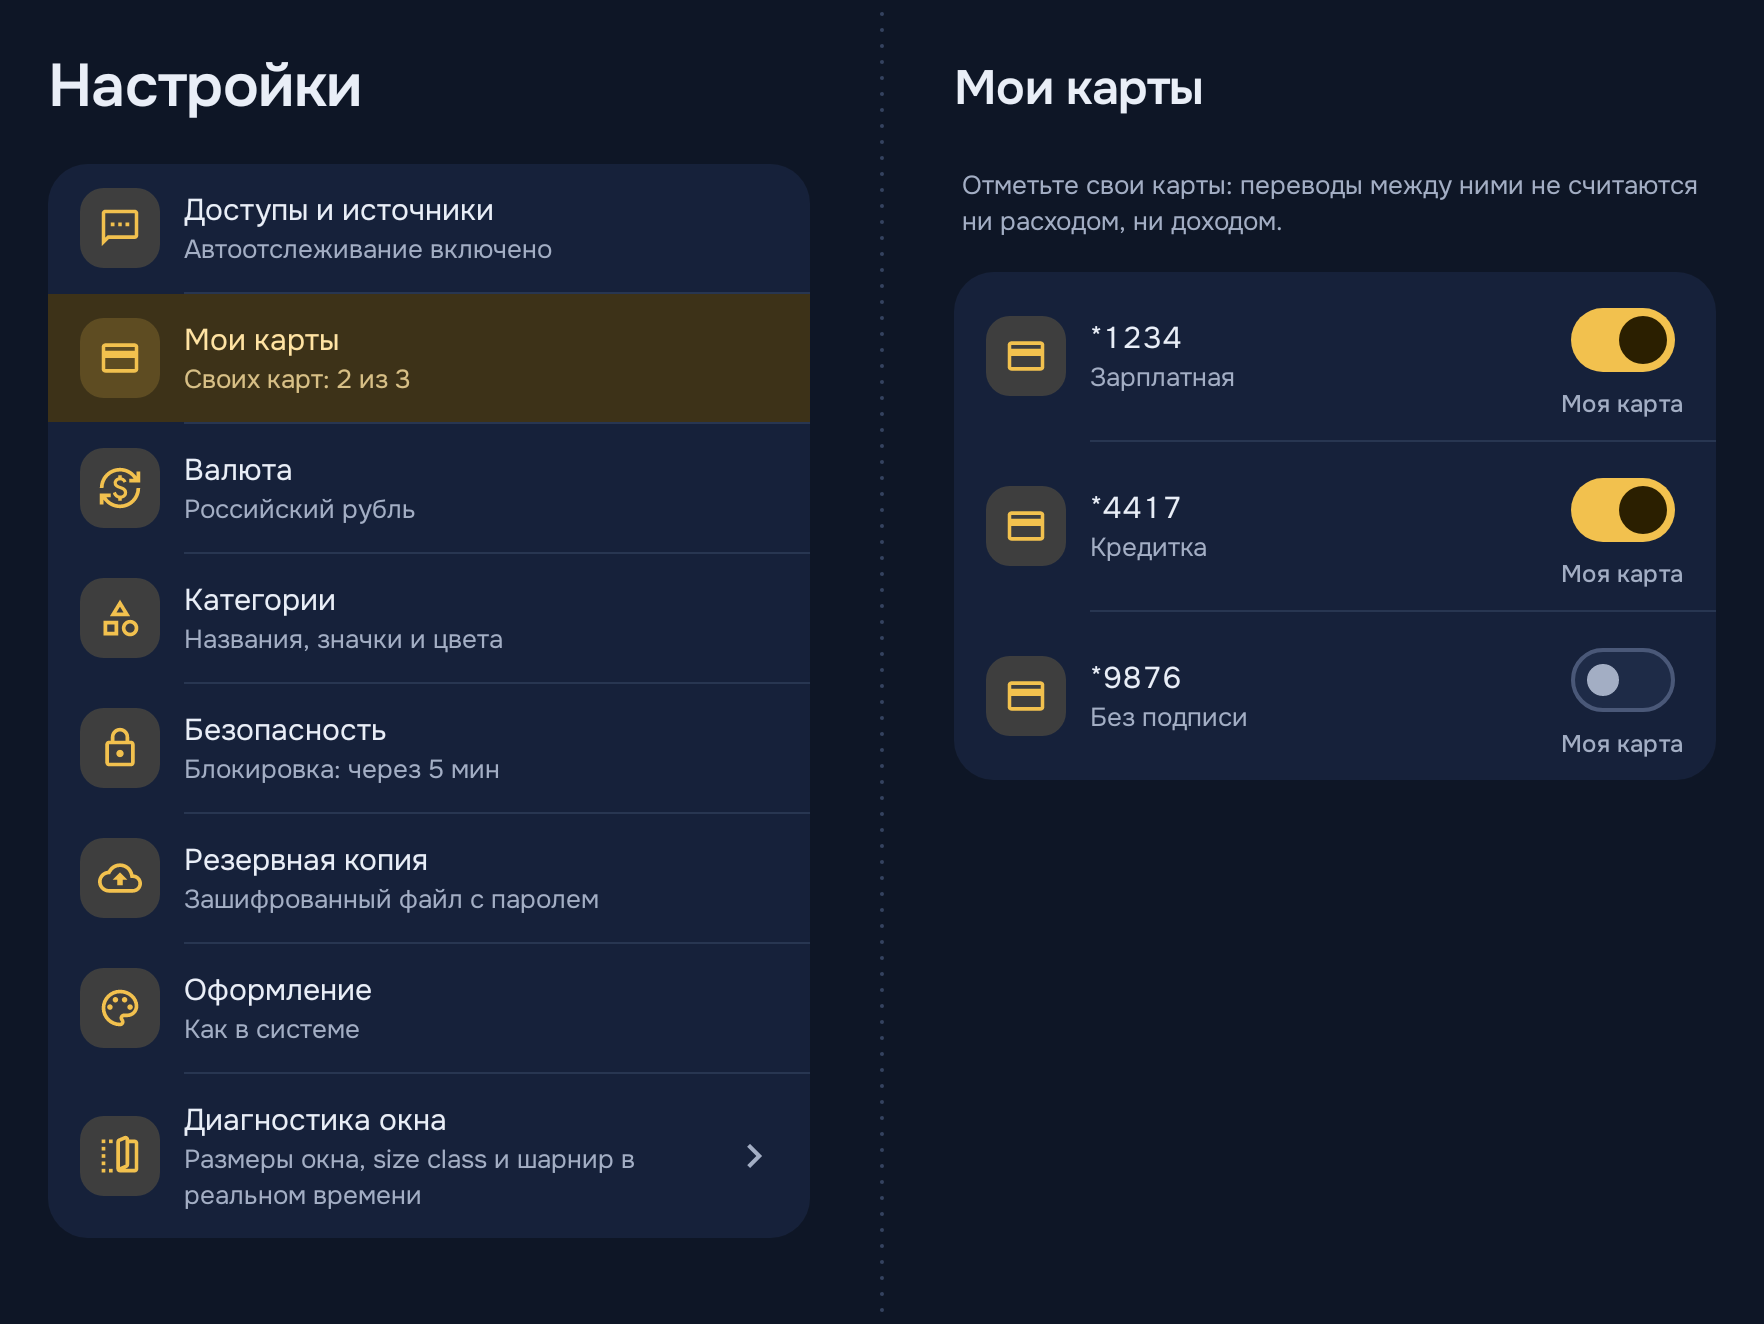 Настройки
Доступы и источники
Автоотслеживание включено
Мои карты
Своих карт: 2 из 3
Валюта
Российский рубль
Категории
Названия, значки и цвета
Безопасность
Блокировка: через 5 мин
Резервная копия
Зашифрованный файл с паролем
Оформление
Как в системе
Диагностика окна
Размеры окна, size class и шарнир в
реальном времени
Мои карты
Отметьте свои карты: переводы между ними не считаются
ни расходом, ни доходом.
*1234
Зарплатная
Моя карта
*4417
Кредитка
Моя карта
*9876
Без подписи
Моя карта